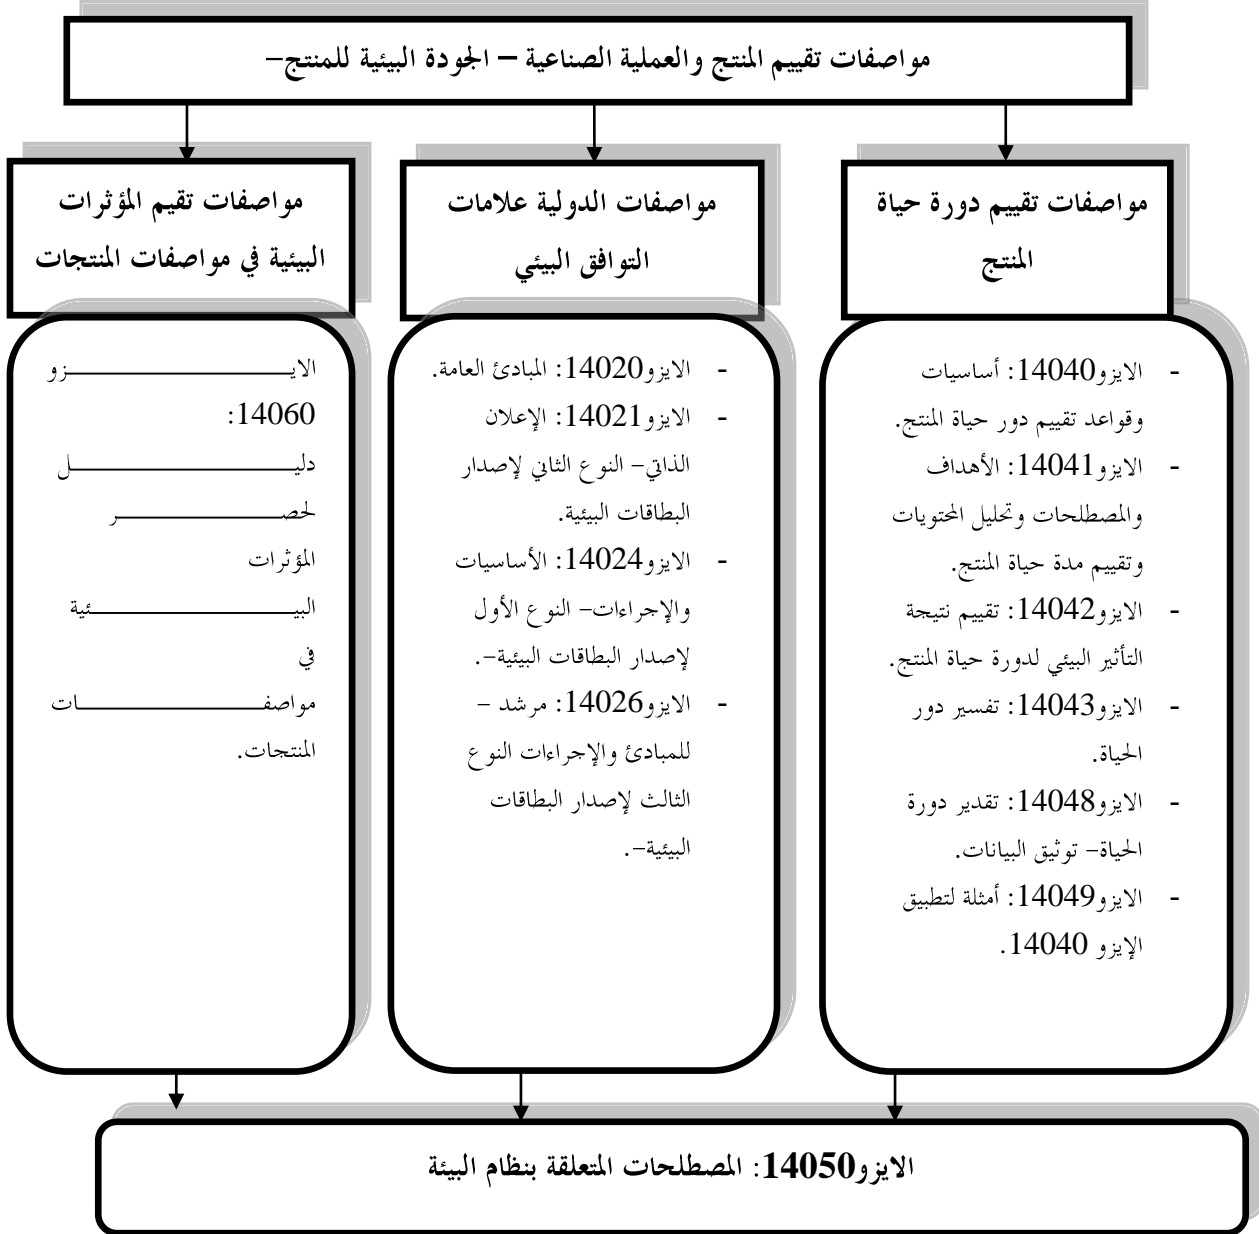 مواصفات تقييم المنتج والعملية الصناعية – الجودة البيئية للمنتج–
مواصفات تقييم دورة حياة
المنتج
- الايزو14040: أساسيات
وقواعد تقييم دور حياة المنتج.
- الايزو14041: الأهداف
والمصطلحات وتحليل المحتويات
وتقييم مدة حياة المنتج.
- الايزو14042: تقييم نتيجة
التأثير البيئي لدورة حياة المنتج.
- الايزو14043: تفسير دور
الحياة.
- الايزو14048: تقدير دورة
الحياة– توثيق البيانات.
- الايزو14049: أمثلة لتطبيق
الإيزو 14040.
مواصفات الدولية علامات
التوافق البيئي
- الايزو14020: المبادئ العامة.
- الايزو14021: الإعلان
الذاتي– النوع الثاني لإصدار
البطاقات البيئية.
- الايزو14024: الأساسيات
والإجراءات– النوع الأول
لإصدار البطاقات البيئية–.
- الايزو14026: مرشد –
للمبادئ والإجراءات النوع
الثالث لإصدار البطاقات
البيئية–.
مواصفات تقيم المؤثرات
البيئية في مواصفات المنتجات
الايـــــــــــــزو
14060:
دليـــــــــــــل
لحصـــــــــــــر
المؤثرات
البيـــــــــــــئية
في
مواصفـــــــــــــات
المنتجات.
الايزو14050: المصطلحات المتعلقة بنظام البيئة